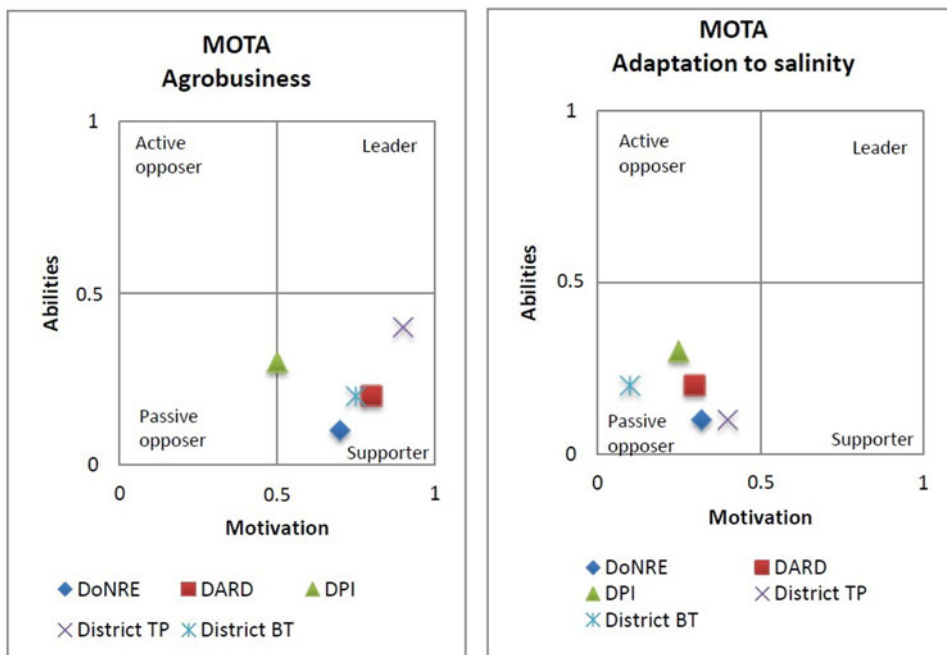 MOTA
Agrobusiness
1
Active
opposer
Leader
Abilities
0.5
Passive
opposer
Supporter
0
0
0.5
1
Motivation
DoNRE
DARD
DPI
District TP
District BT
MOTA
Adaptation to salinity
1
Active
opposer
Leader
Abilities
0.5
Passive
opposer
Supporter
0
0
0.5
1
Motivation
DoNRE
DARD
DPI
District TP
District BT